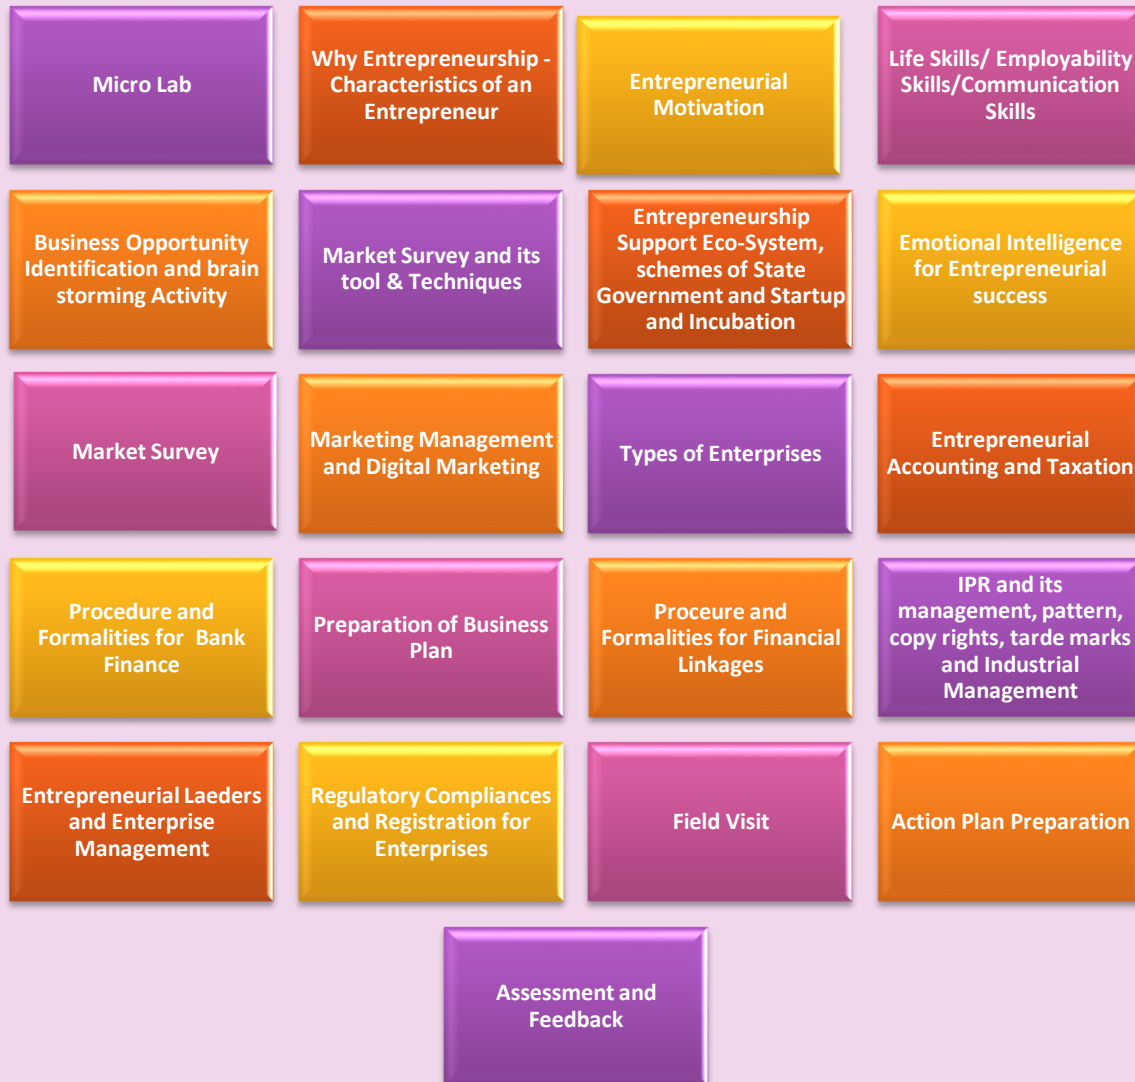 Micro Lab
Why Entrepreneurship -
Characteristics of an
Entrepreneur
Entrepreneurial
Motivation
Life Skills/ Employability
Skills/Communication
Skills
Business Opportunity
Identification and brain
storming Activity
Market Survey and its
tool & Techniques
Entrepreneurship
Support Eco-System,
schemes of State
Government and Startup
and Incubation
Emotional Intelligence
for Entrepreneurial
success
Market Survey
Marketing Management
and Digital Marketing
Types of Enterprises
Entrepreneurial
Accounting and Taxation
Procedure and
Formalities for Bank
Finance
Preparation of Business
Plan
Proceure and
Formalities for Financial
Linkages
IPR and its
management, pattern,
copy rights, tarde marks
and Industrial
Management
Entrepreneurial Laeders
and Enterprise
Management
Regulatory Compliances
and Registration for
Enterprises
Field Visit
Action Plan Preparation
Assessment and
Feedback